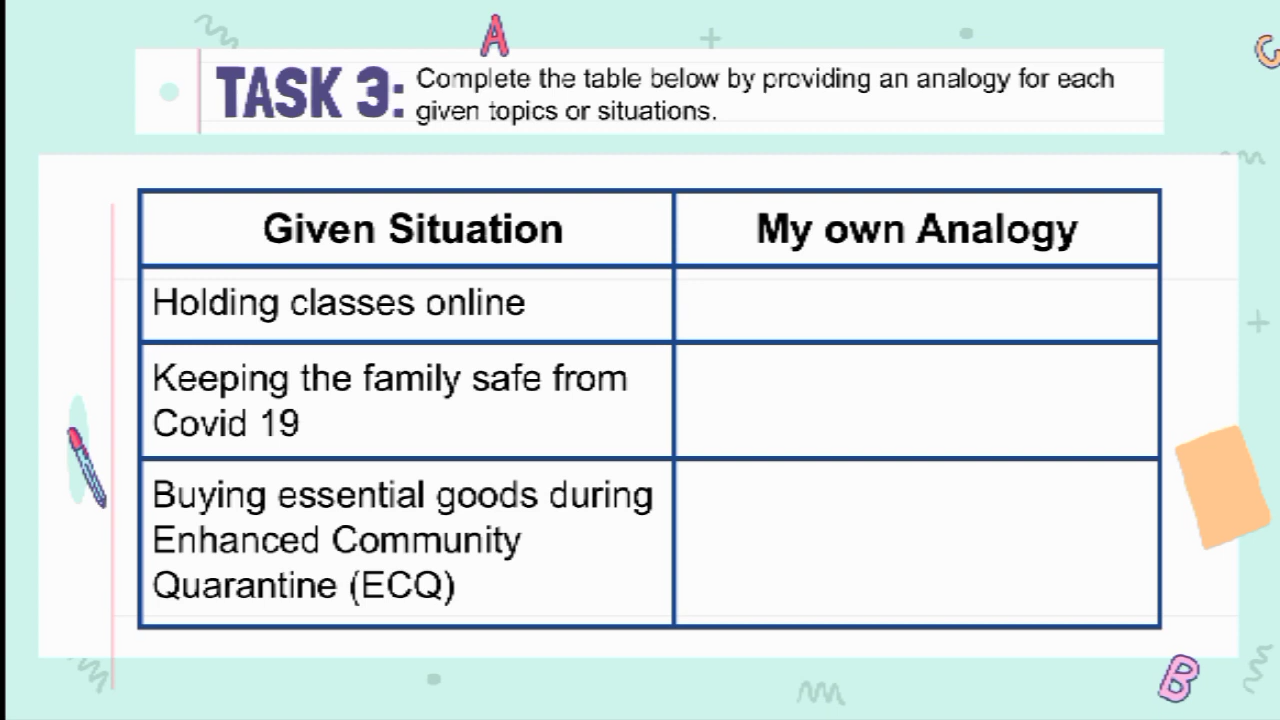 A
C
TASK 3: Complete the table below by providing an analogy for each
given topics or situations.
Given Situation
My own Analogy
Holding classes online
Keeping the family safe from
Covid 19
Buying essential goods during
Enhanced Community
Quarantine (ECQ)
B